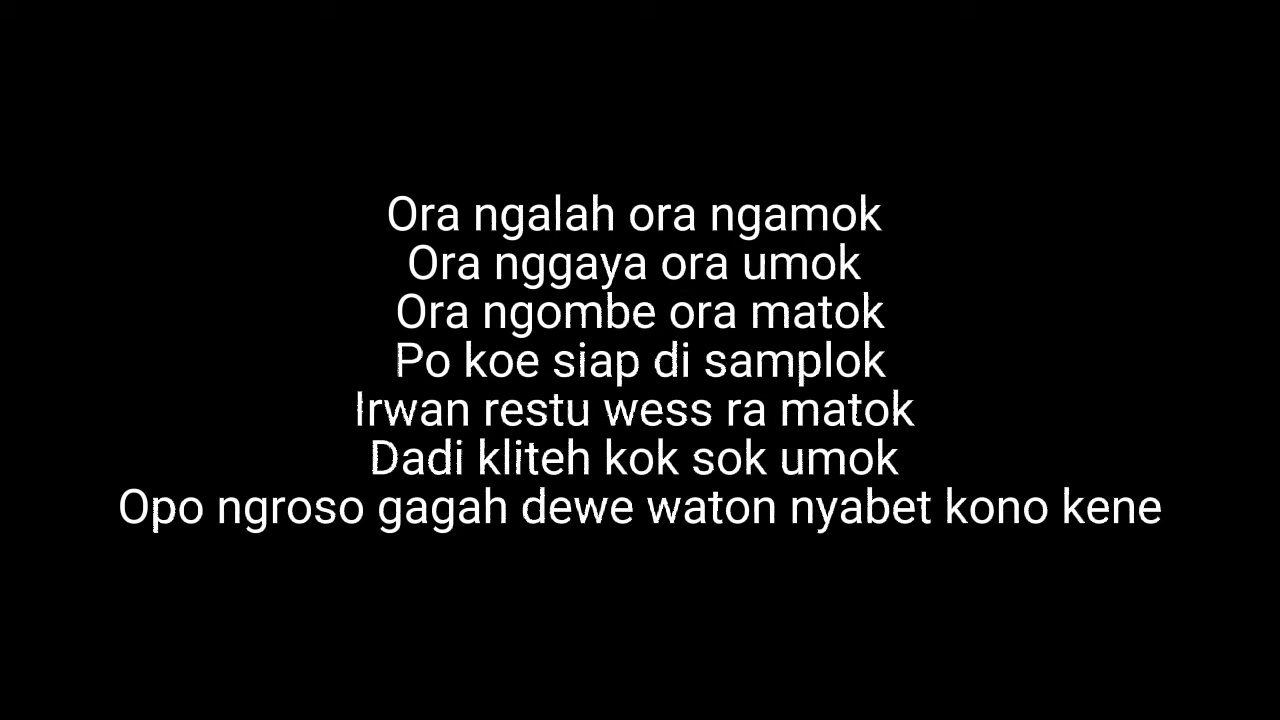 Ora ngalah ora ngamok
Ora nggaya ora umok
Ora ngombe ora matok
Po koe siap di samplok
Irwan restu wess ra matok
Dadi kliteh kok sok umok
Opo ngroso gagah dewe waton nyabet kono kene